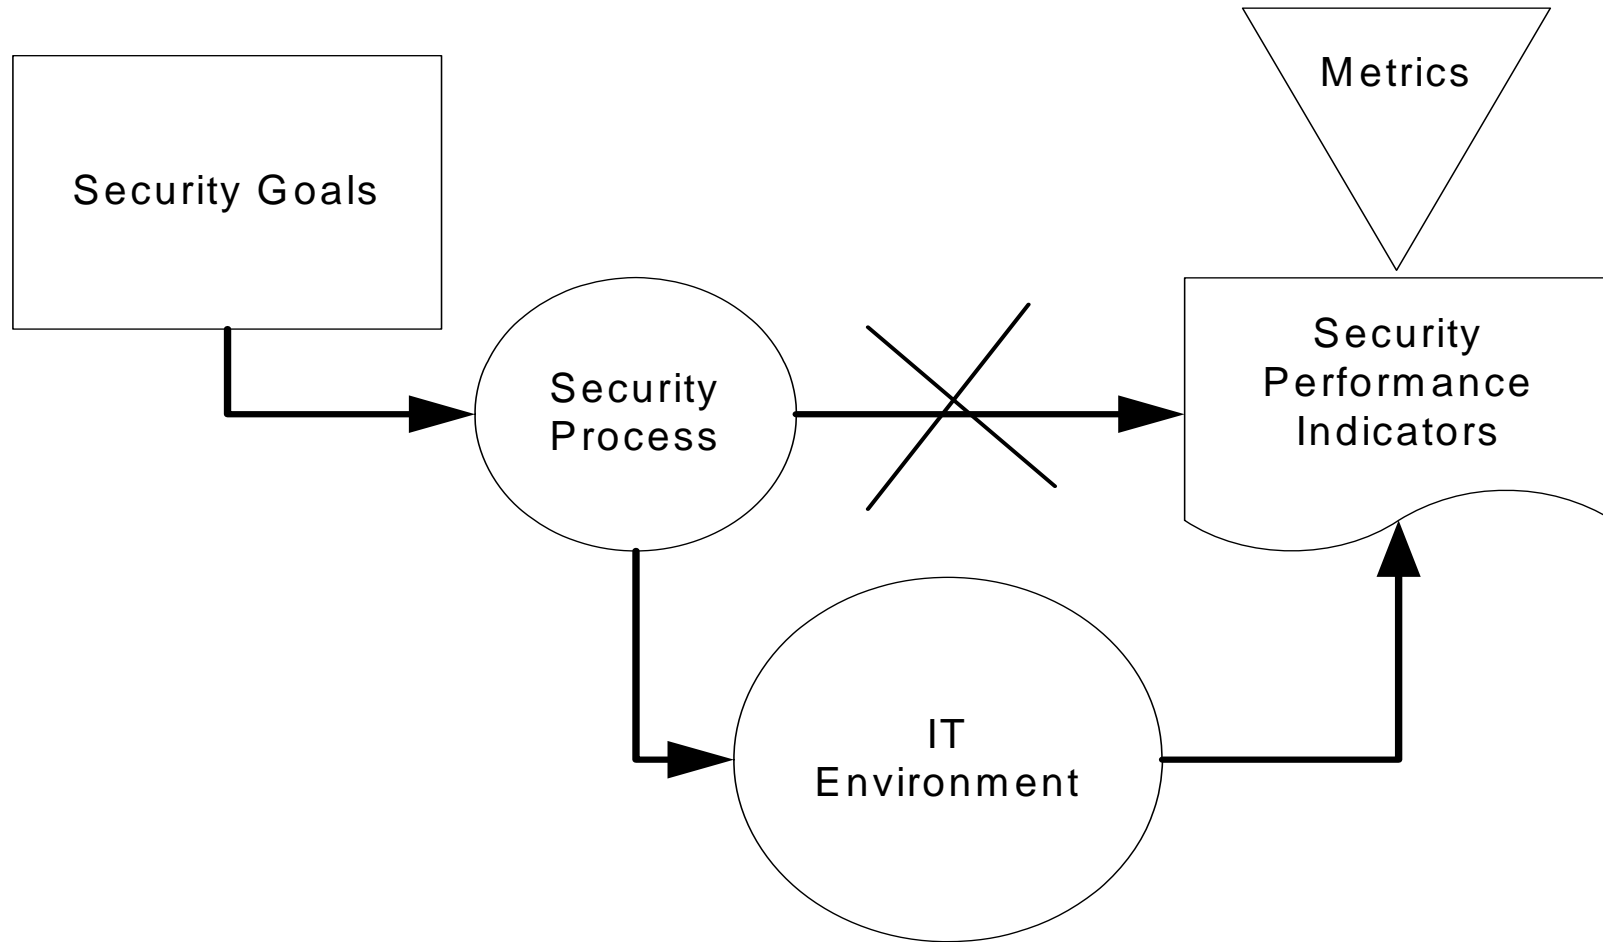 Metrics
Security Goals
Security
Process
Security
Performance
Indicators
IT
Environment